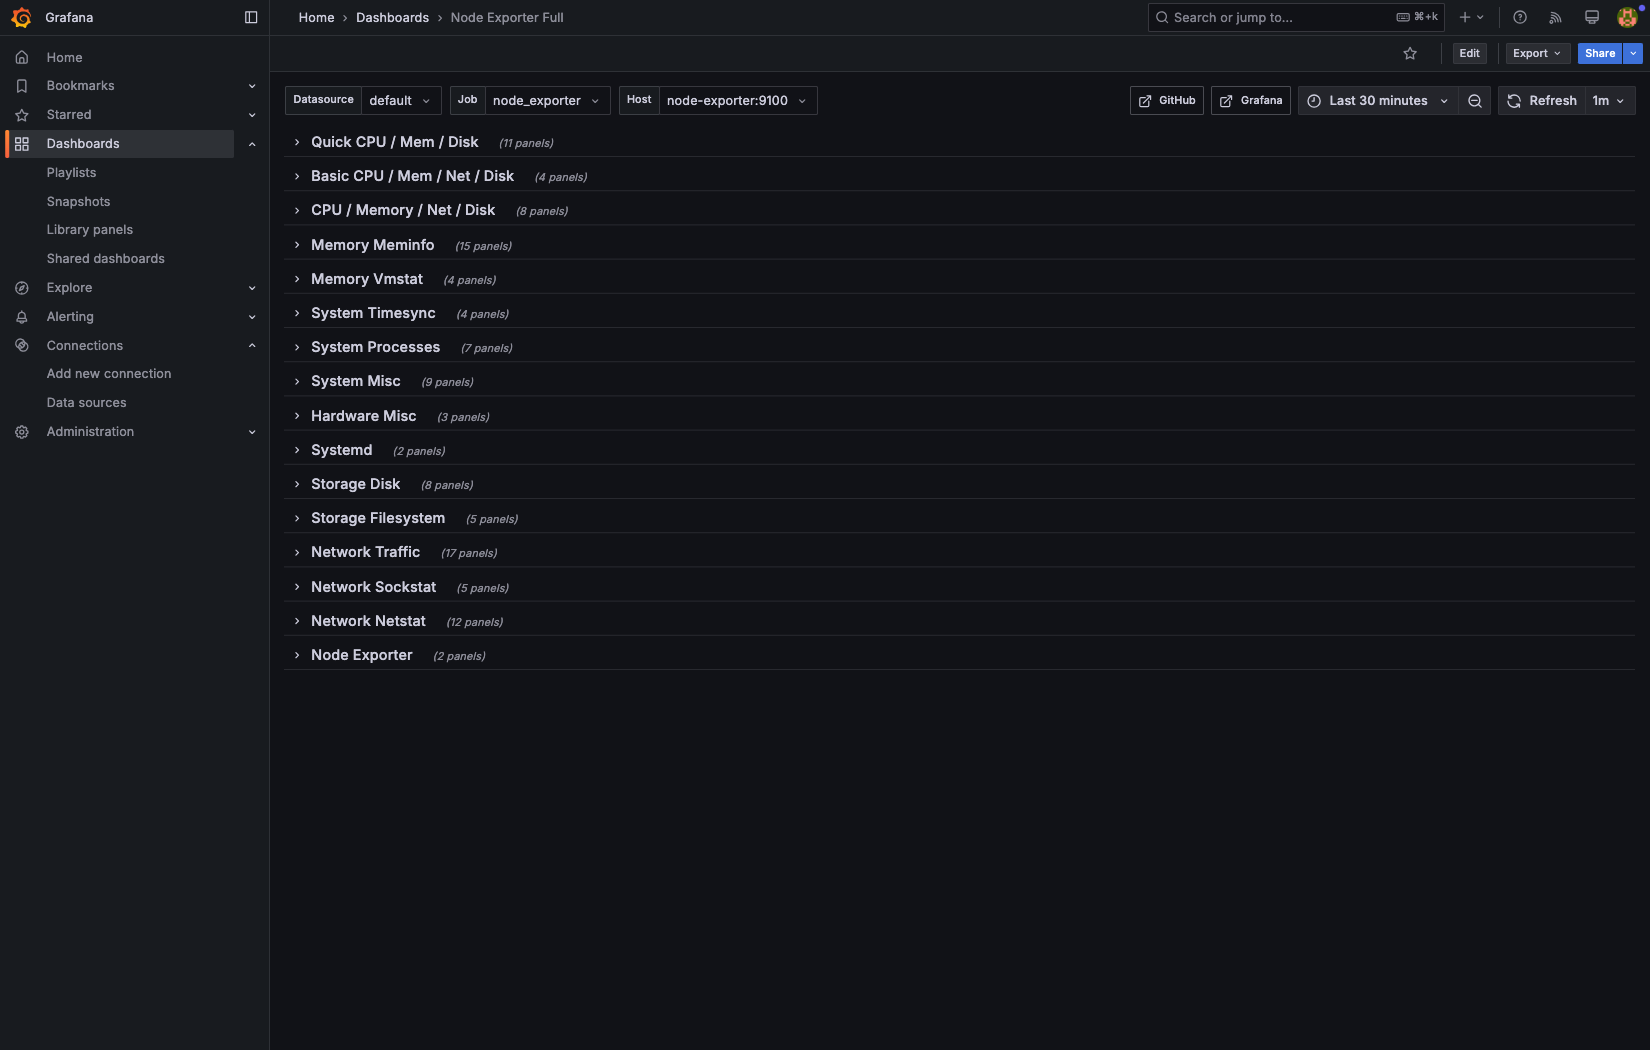 Grafana
Home › Dashboards › Node Exporter Full
Search or jump to... ⌘+k
Edit
Export
Share
Home
Bookmarks
Starred
Dashboards
Playlists
Snapshots
Library panels
Shared dashboards
Explore
Alerting
Connections
Add new connection
Data sources
Administration
Datasource default Job node_exporter Host node-exporter:9100
GitHub Grafana Last 30 minutes Refresh 1m
Quick CPU / Mem / Disk (11 panels)
Basic CPU / Mem / Net / Disk (4 panels)
CPU / Memory / Net / Disk (8 panels)
Memory Meminfo (15 panels)
Memory Vmstat (4 panels)
System Timesync (4 panels)
System Processes (7 panels)
System Misc (9 panels)
Hardware Misc (3 panels)
Systemd (2 panels)
Storage Disk (8 panels)
Storage Filesystem (5 panels)
Network Traffic (17 panels)
Network Sockstat (5 panels)
Network Netstat (12 panels)
Node Exporter (2 panels)